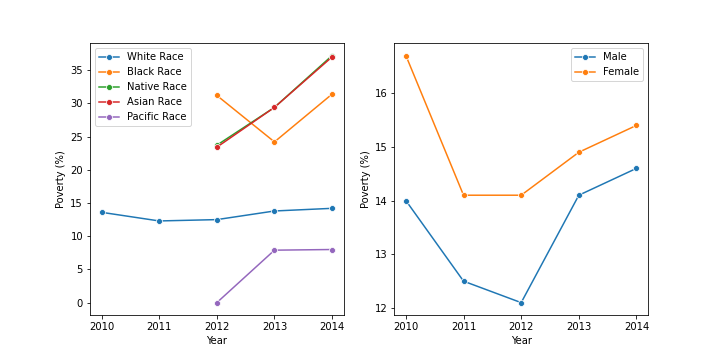 White Race
Black Race
Native Race
Asian Race
Pacific Race
35
30
25
20
15
10
5
0
Poverty (%)
2010 2011 2012 2013 2014
Year
Male
Female
16
15
14
13
12
Poverty (%)
2010 2011 2012 2013 2014
Year